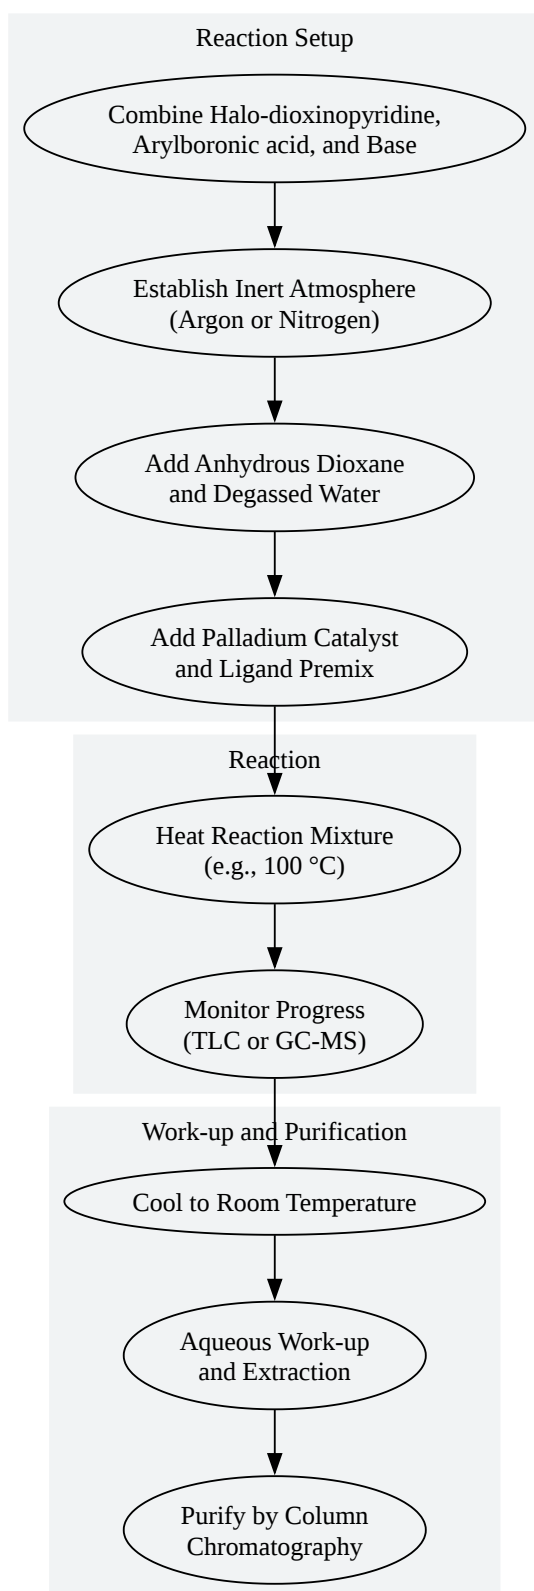 Reaction Setup
Combine Halo-dioxinopyridine,
Arylboronic acid, and Base
Establish Inert Atmosphere
(Argon or Nitrogen)
Add Anhydrous Dioxane
and Degassed Water
Add Palladium Catalyst
and Ligand Premix
Reaction
Heat Reaction Mixture
(e.g., 100 °C)
Monitor Progress
(TLC or GC-MS)
Work-up and Purification
Cool to Room Temperature
Aqueous Work-up
and Extraction
Purify by Column
Chromatography